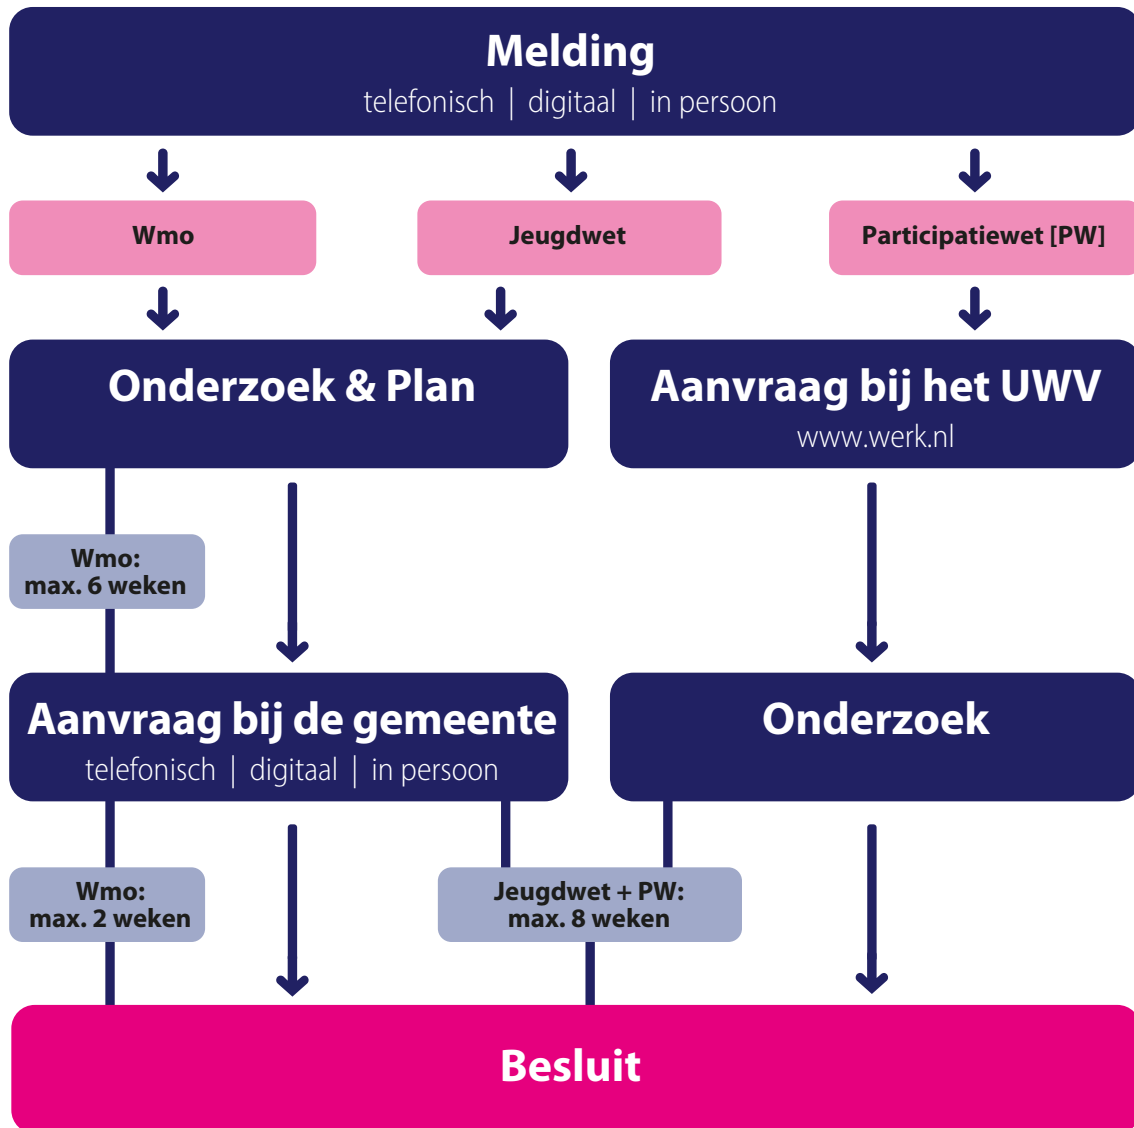 Melding
telefonisch | digitaal | in persoon
Wmo
Jeugdwet
Participatiewet [PW]
Onderzoek & Plan
Aanvraag bij het UWV
www.werk.nl
Wmo:
max. 6 weken
Aanvraag bij de gemeente
telefonisch | digitaal | in persoon
Onderzoek
Wmo:
max. 2 weken
Jeugdwet + PW:
max. 8 weken
Besluit